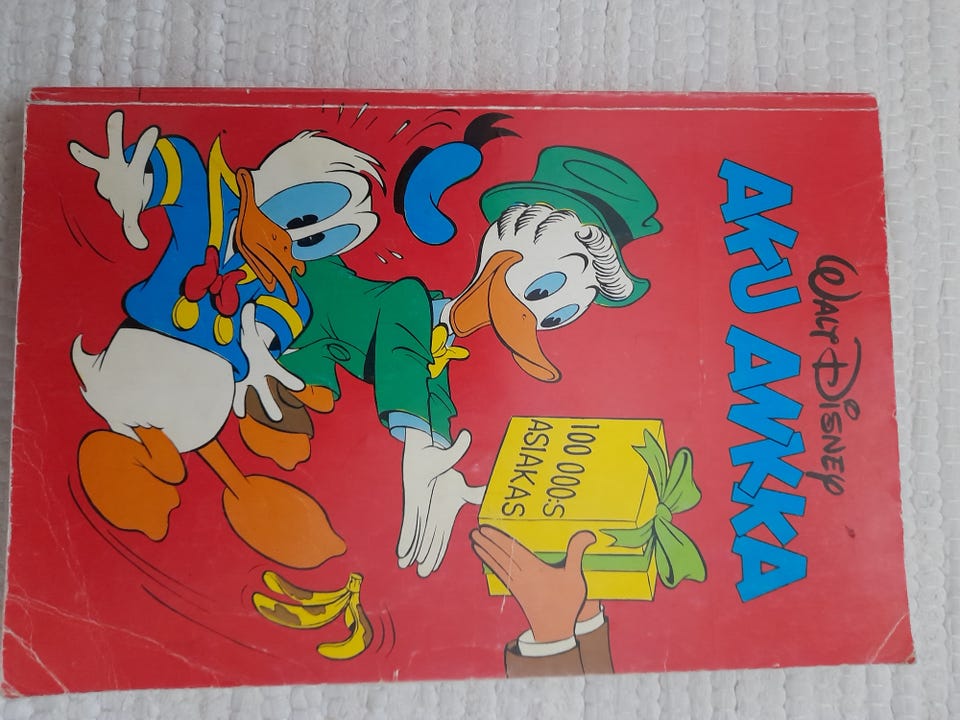 WALT DISNEY
AKU ANKKA
100 000:S
ASIAKAS